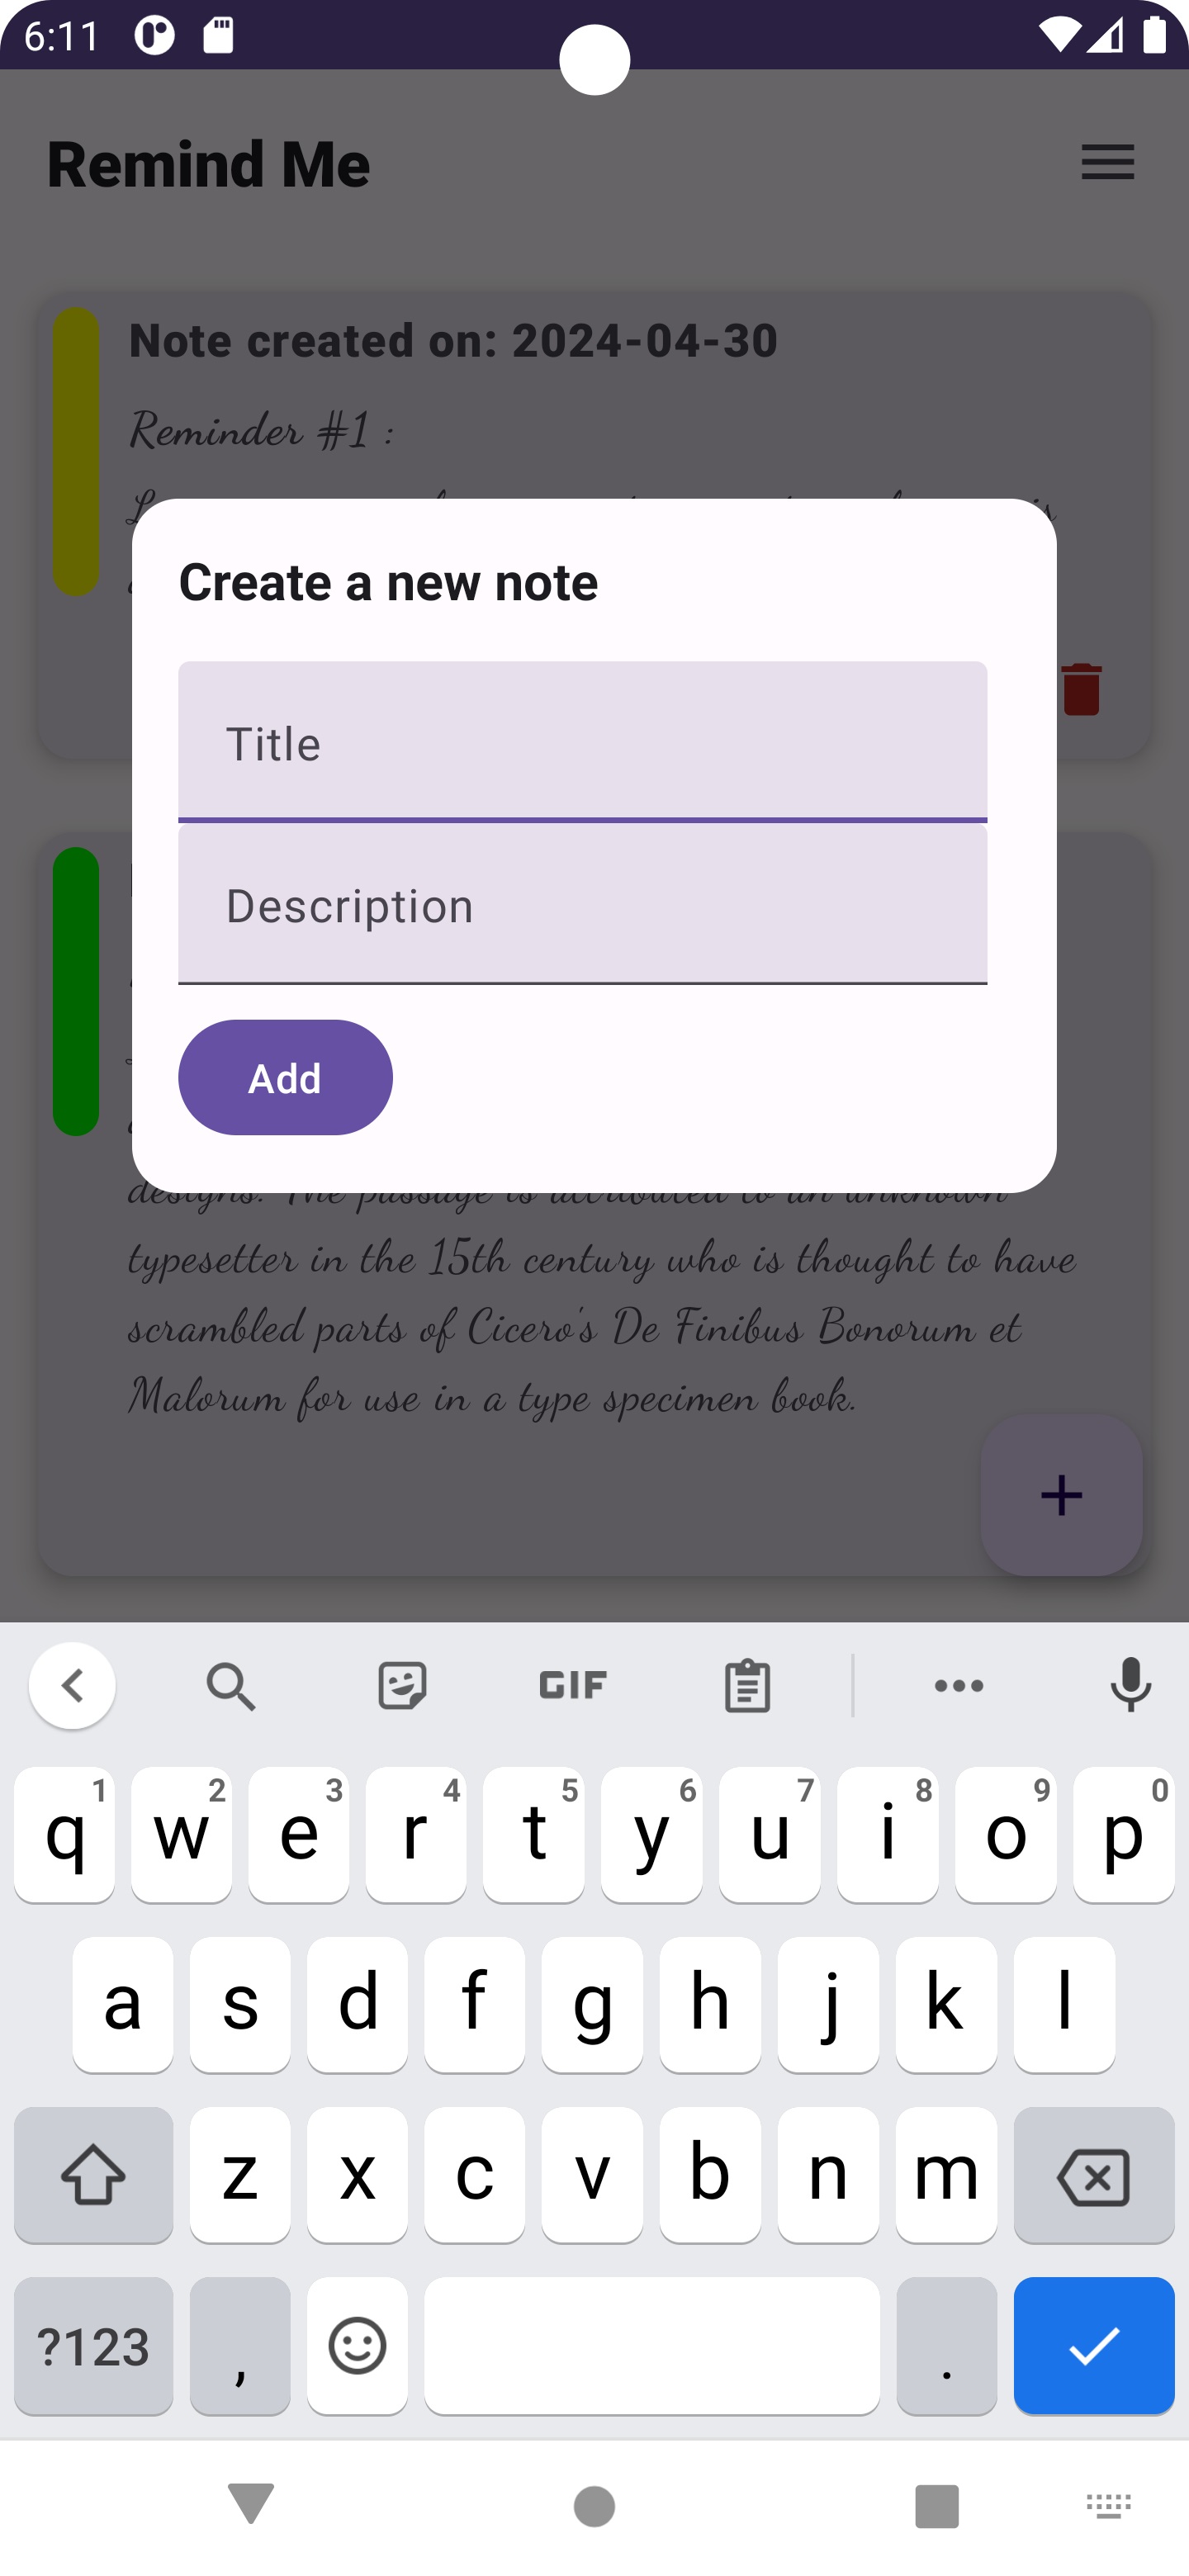 6:11
Remind Me
Note created on: 2024-04-30
Reminder #1 :
is
Create a new note
Title
Description
Add
designs. The passage is attributed to an unknown
typesetter in the 15th century who is thought to have
scrambled parts of Cicero's De Finibus Bonorum et
Malorum for use in a type specimen book.
GIF
q 1 w 2 e 3 r 4 t 5 y 6 u 7 i 8 o 9 p 0
a s d f g h j k l
z x c v b n m
?123 , .